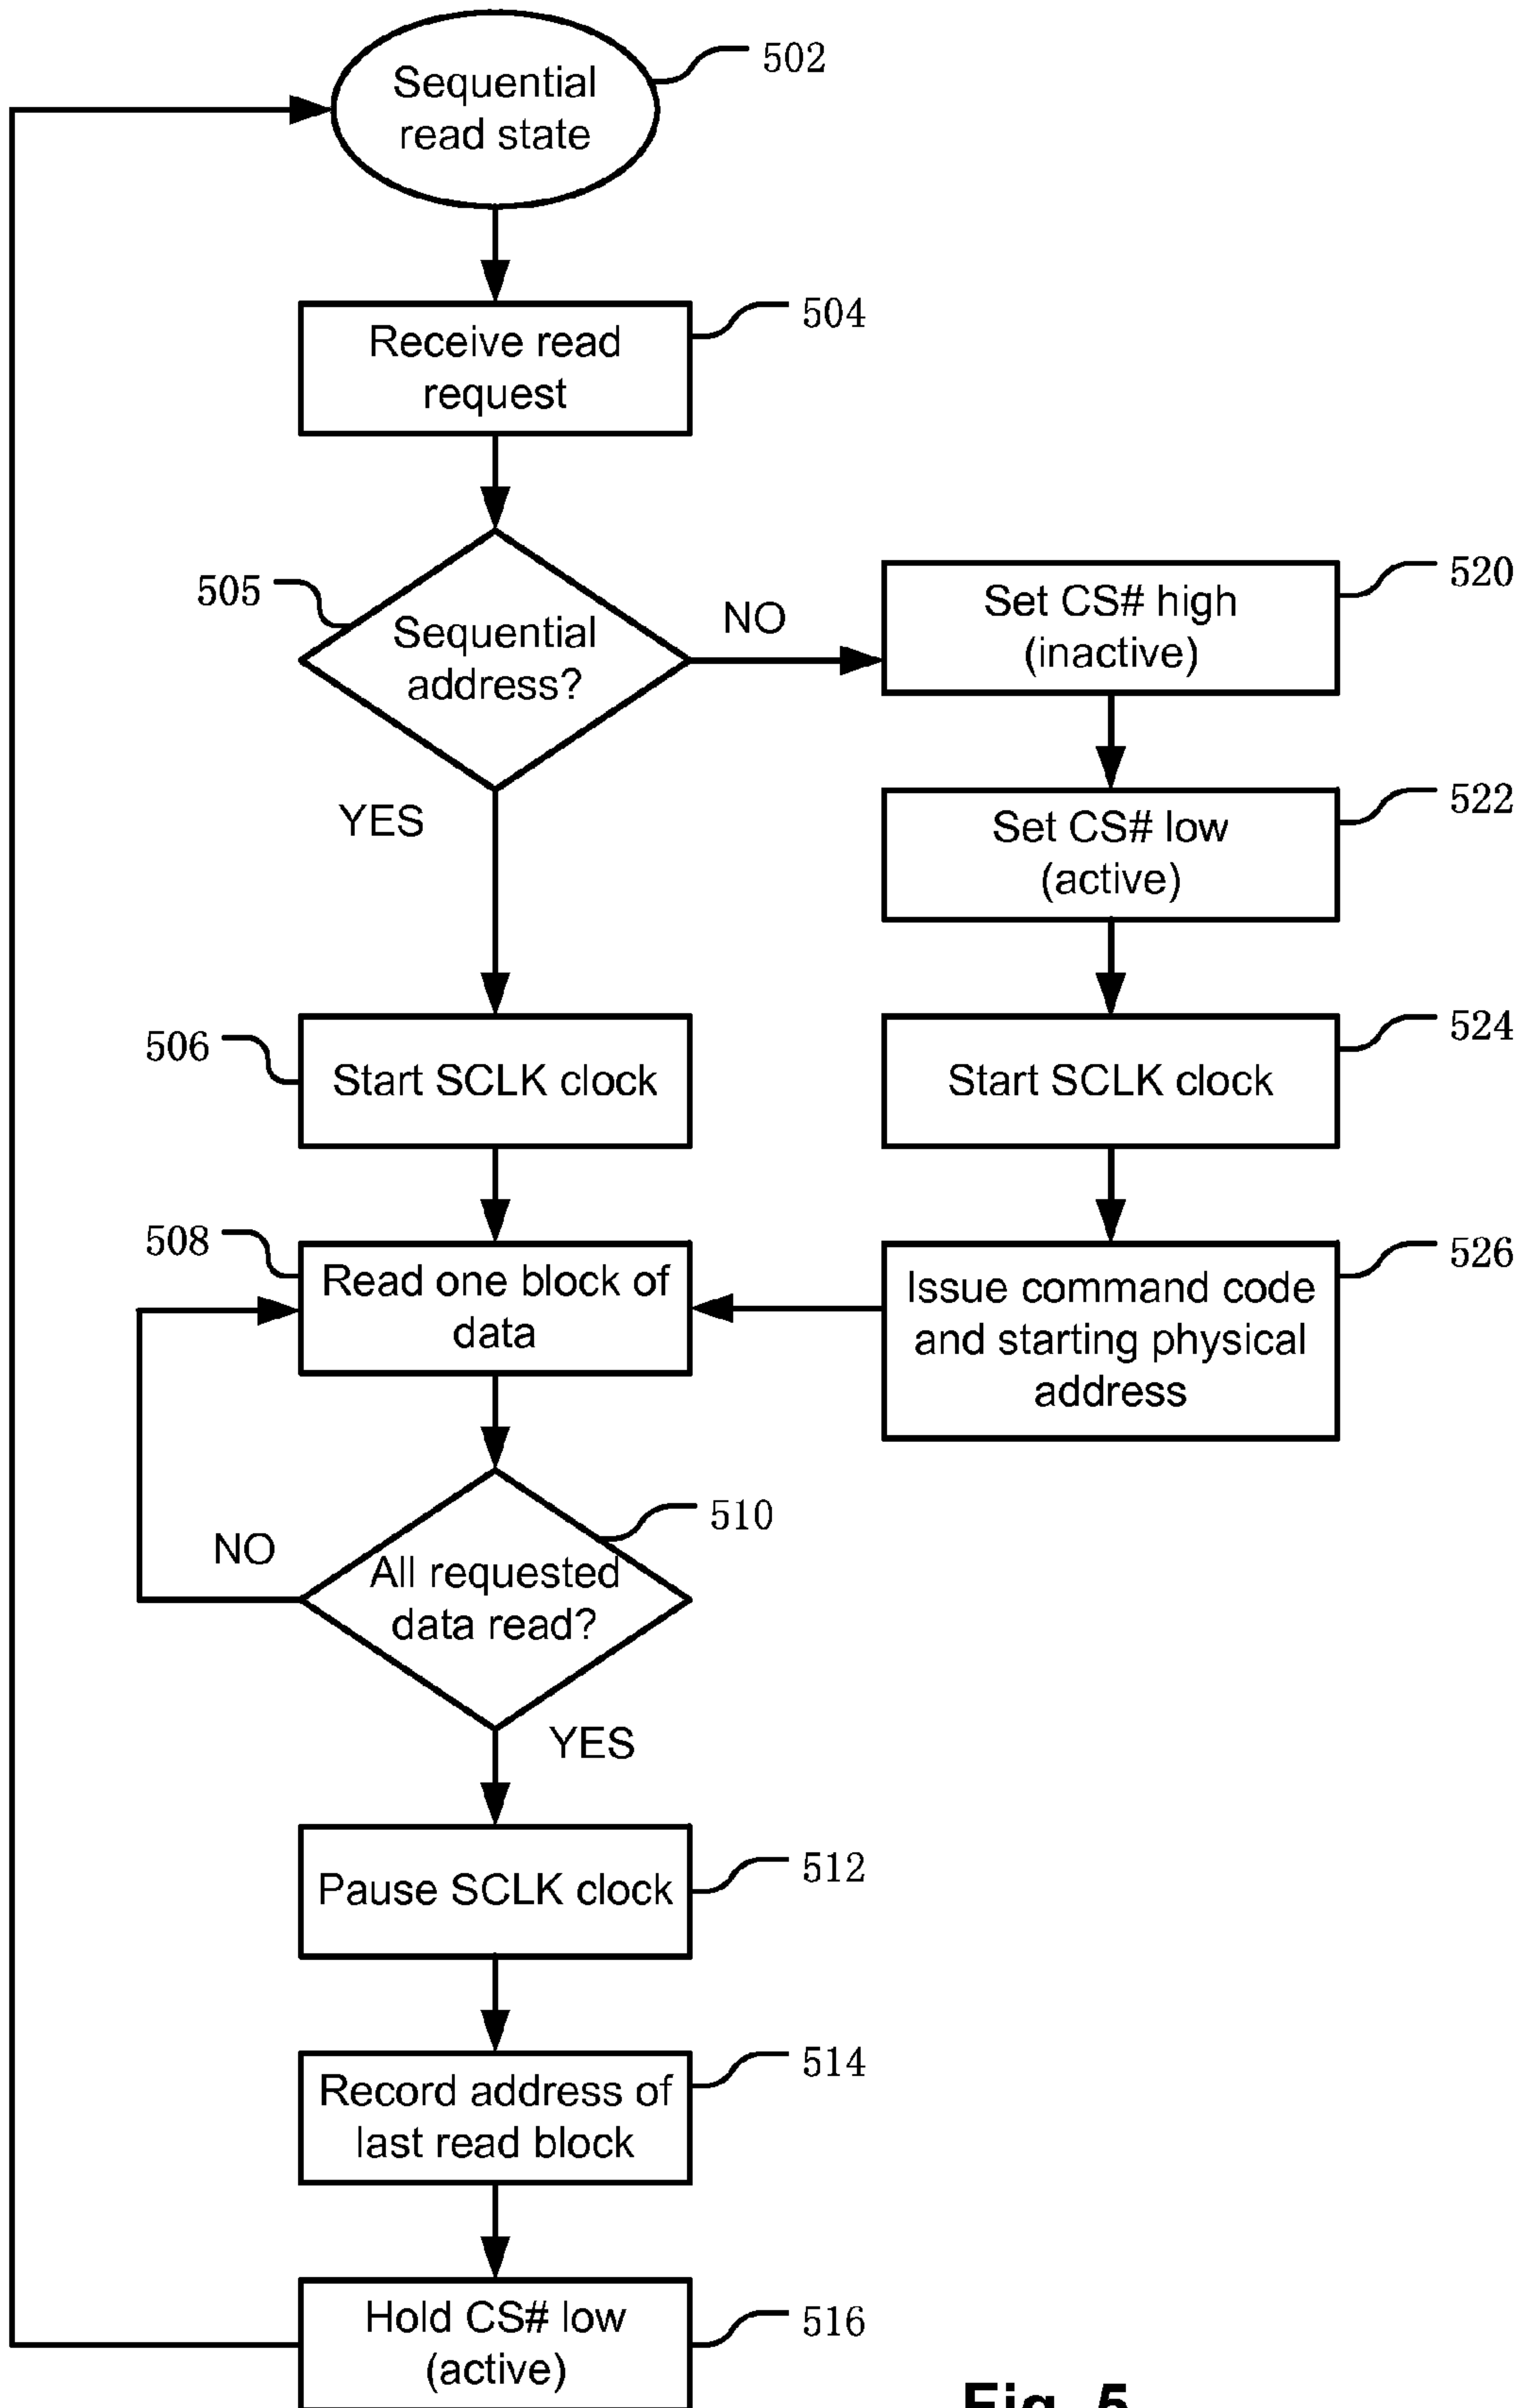 Sequential
read state
502
Receive read
request
504
505
Sequential
address?
NO
YES
Set CS# high
(inactive)
520
Set CS# low
(active)
522
506
Start SCLK clock
Start SCLK clock
524
508
Read one block of
data
Issue command code
and starting physical
address
526
510
All requested
data read?
NO
YES
Pause SCLK clock
512
Record address of
last read block
514
Hold CS# low
(active)
516
Fig. 5